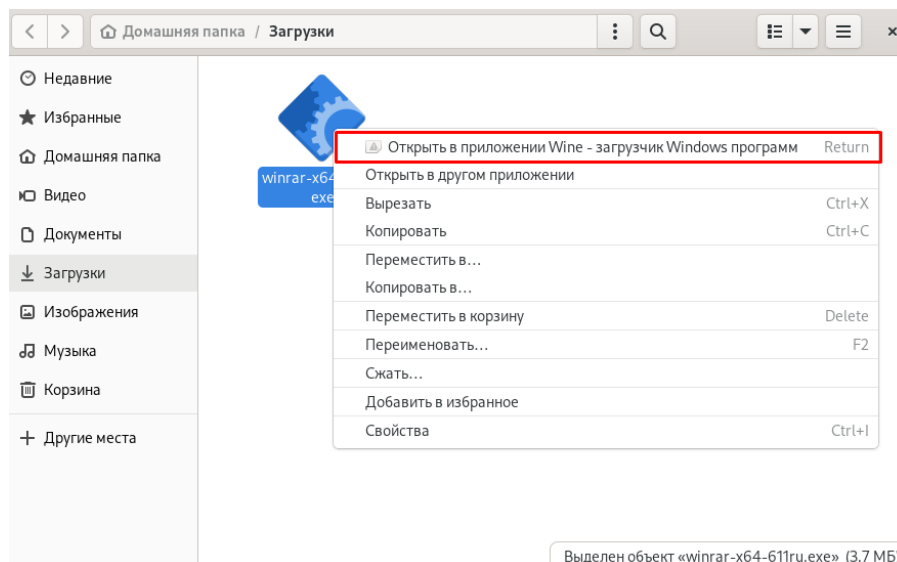 Домашняя папка / Загрузки
Недавние
Избранные
Домашняя папка
Видео
Документы
Загрузки
Изображения
Музыка
Корзина
Другие места
winrar-x64
exe
Открыть в приложении Wine - загрузчик Windows программ Return
Открыть в другом приложении
Вырезать Ctrl+X
Копировать Ctrl+C
Переместить в...
Копировать в...
Переместить в корзину Delete
Переименовать... F2
Сжать...
Добавить в избранное
Свойства Ctrl+I
Выделен объект «winrar-x64-611ru.exe» (3,7 МБ